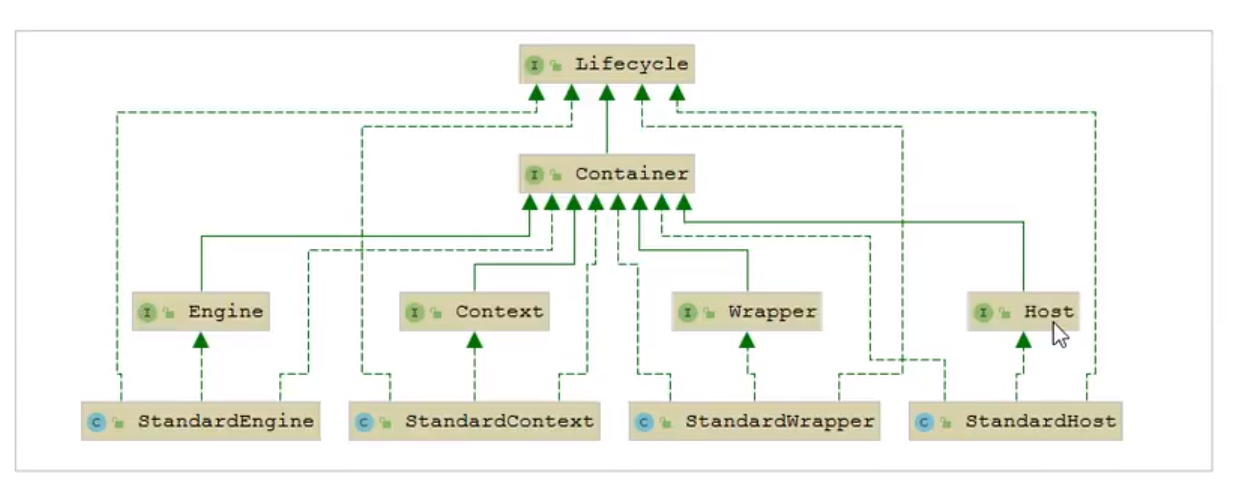 I Lifecycle
I Container
I Engine I Context I Wrapper I Host
C StandardEngine C StandardContext C StandardWrapper C StandardHost